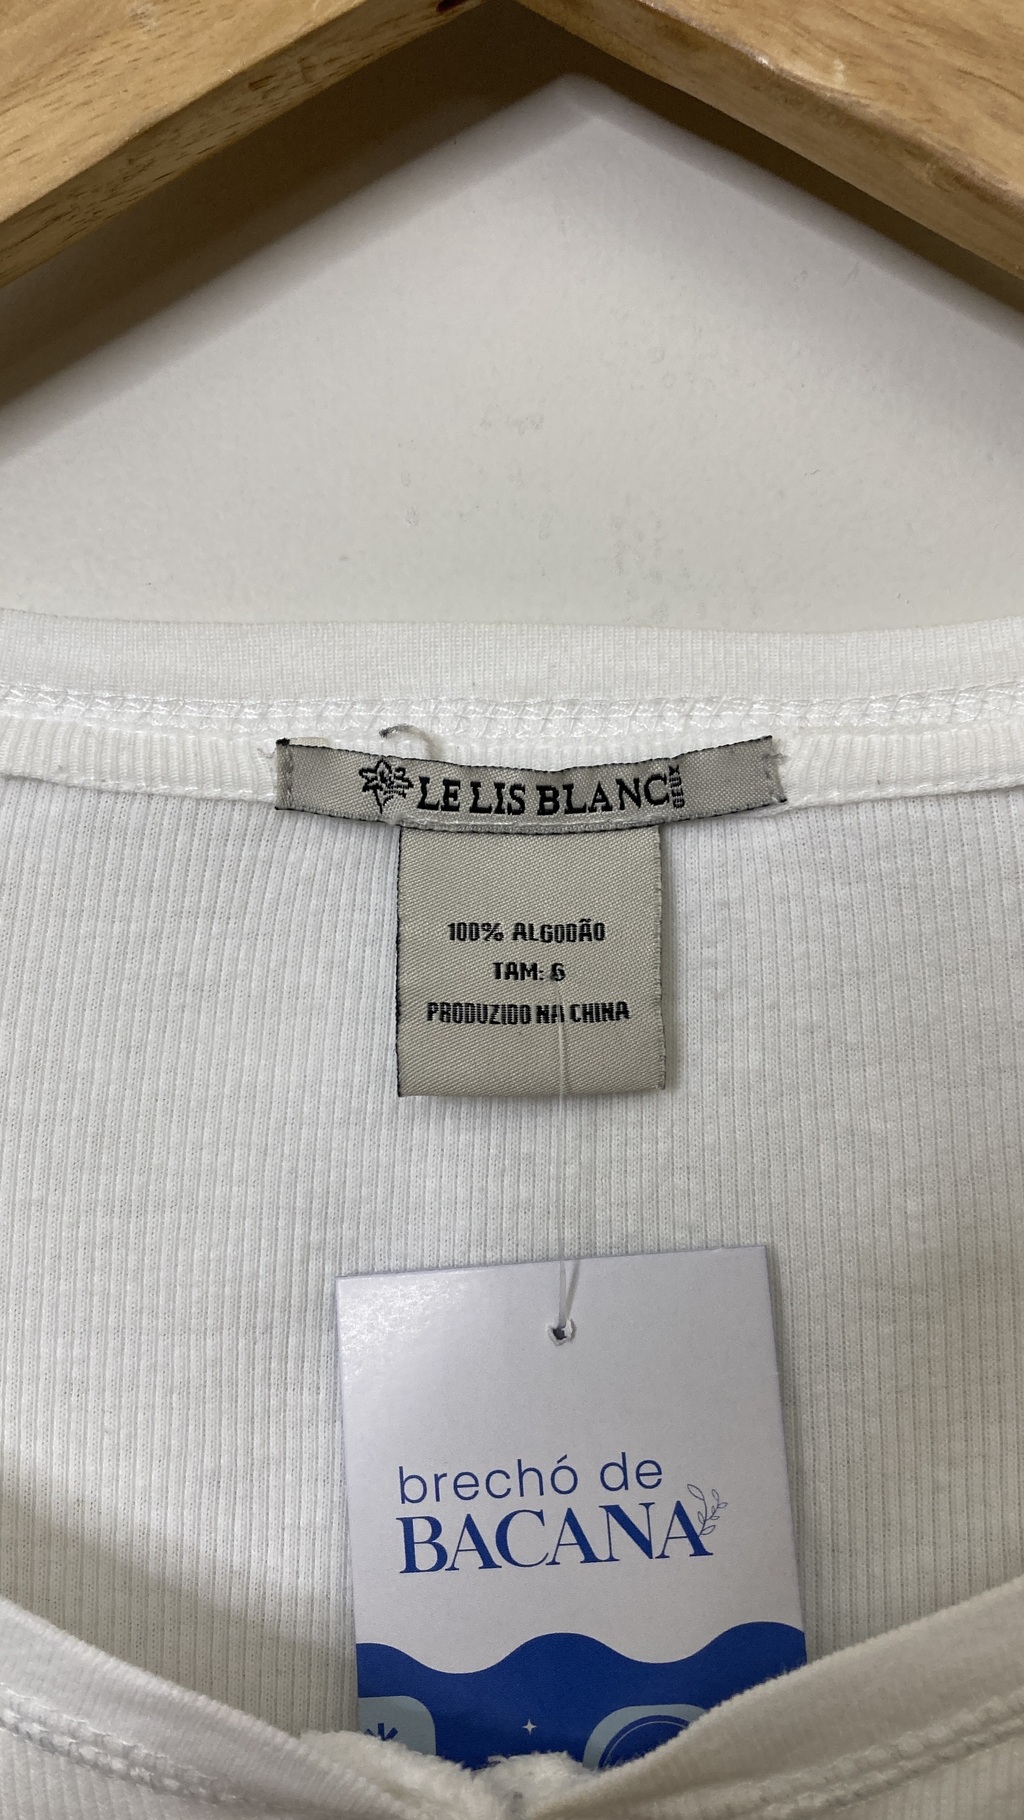 LE LIS BLANC DEUX
100% ALGODÃO
TAM: G
PRODUZIDO NA CHINA
brechó de
BACANA